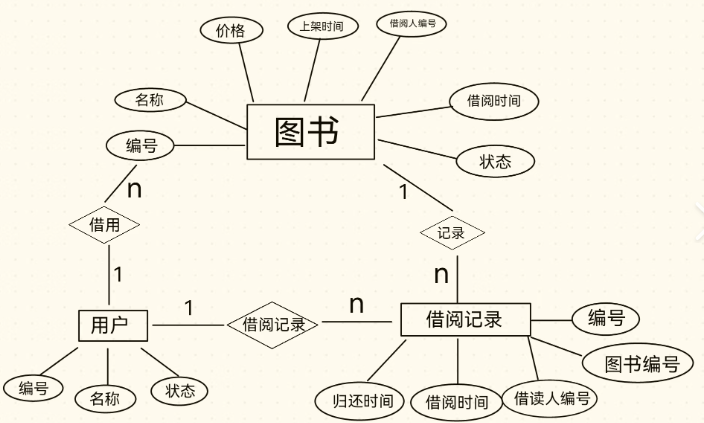 价格
上架时间
借阅人编号
名称
借阅时间
图书
编号
状态
n
1
借用
记录
1
n
1
n
用户
借阅记录
借阅记录
编号
图书编号
编号
名称
状态
归还时间
借阅时间
借读人编号